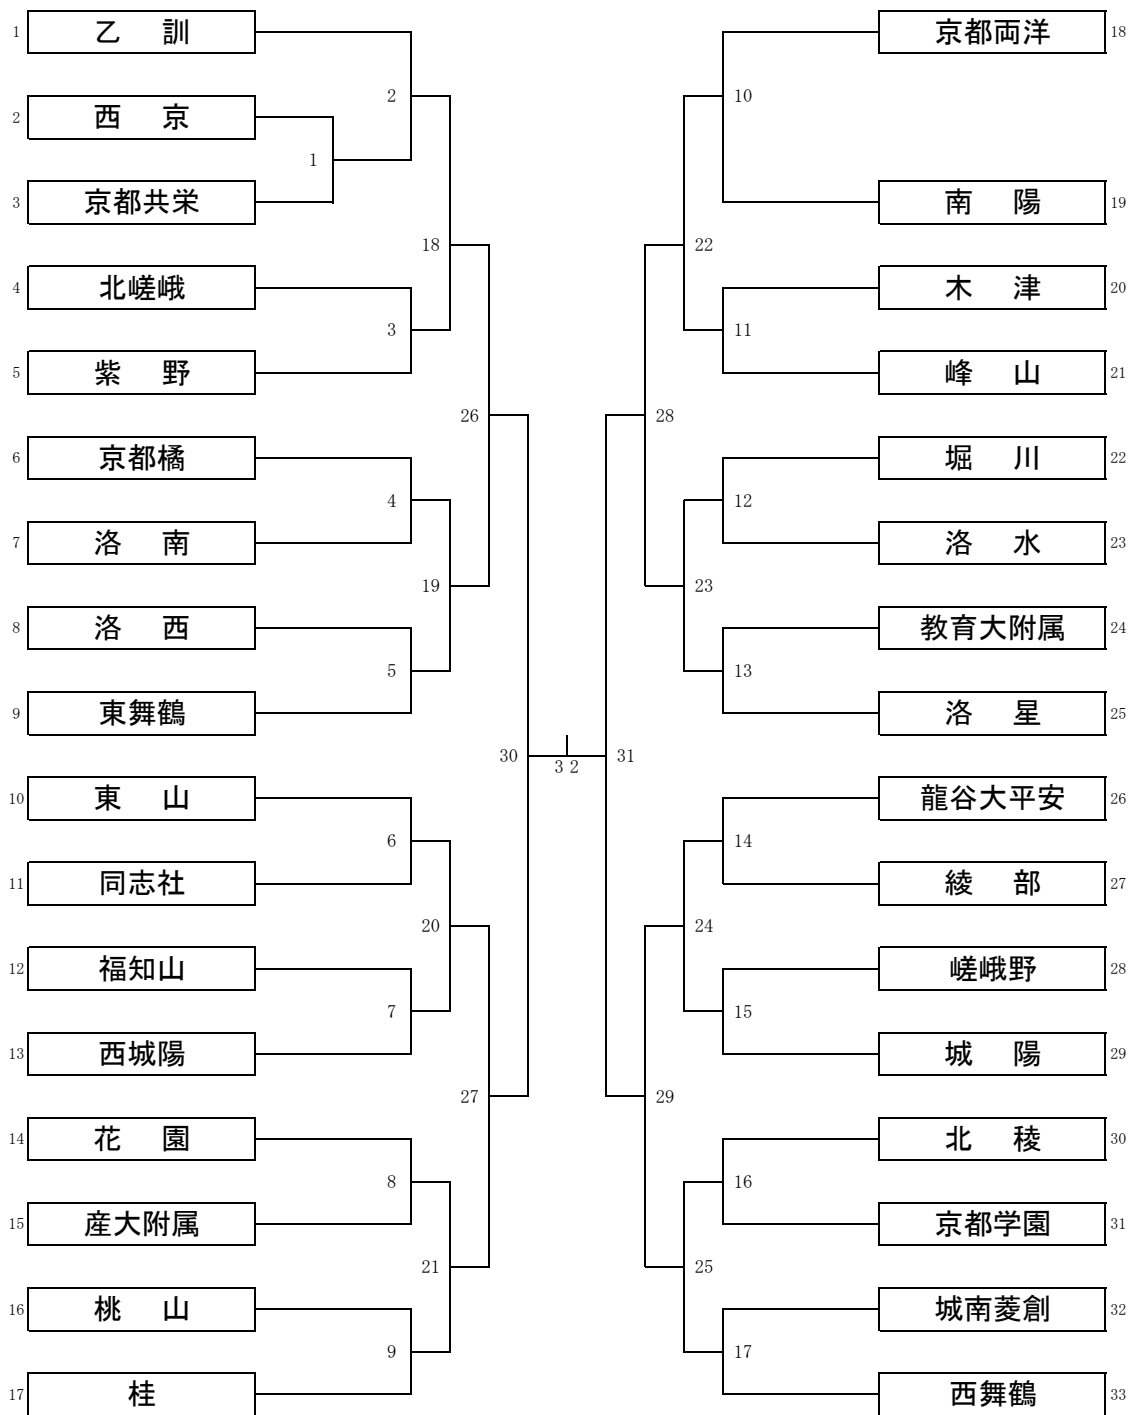 1 乙 訓
2 西 京
3 京都共栄
4 北嵯峨
5 紫 野
6 京都橘
7 洛 南
8 洛 西
9 東舞鶴
10 東 山
11 同志社
12 福知山
13 西城陽
14 花 園
15 産大附属
16 桃 山
17 桂
1
2
3
4
5
6
7
8
9
18
19
20
21
26
27
30
3 2
31
28
29
22
23
24
25
10
11
12
13
14
15
16
17
京都両洋 18
南 陽 19
木 津 20
峰 山 21
堀 川 22
洛 水 23
教育大附属 24
洛 星 25
龍谷大平安 26
綾 部 27
嵯峨野 28
城 陽 29
北 稜 30
京都学園 31
城南菱創 32
西舞鶴 33